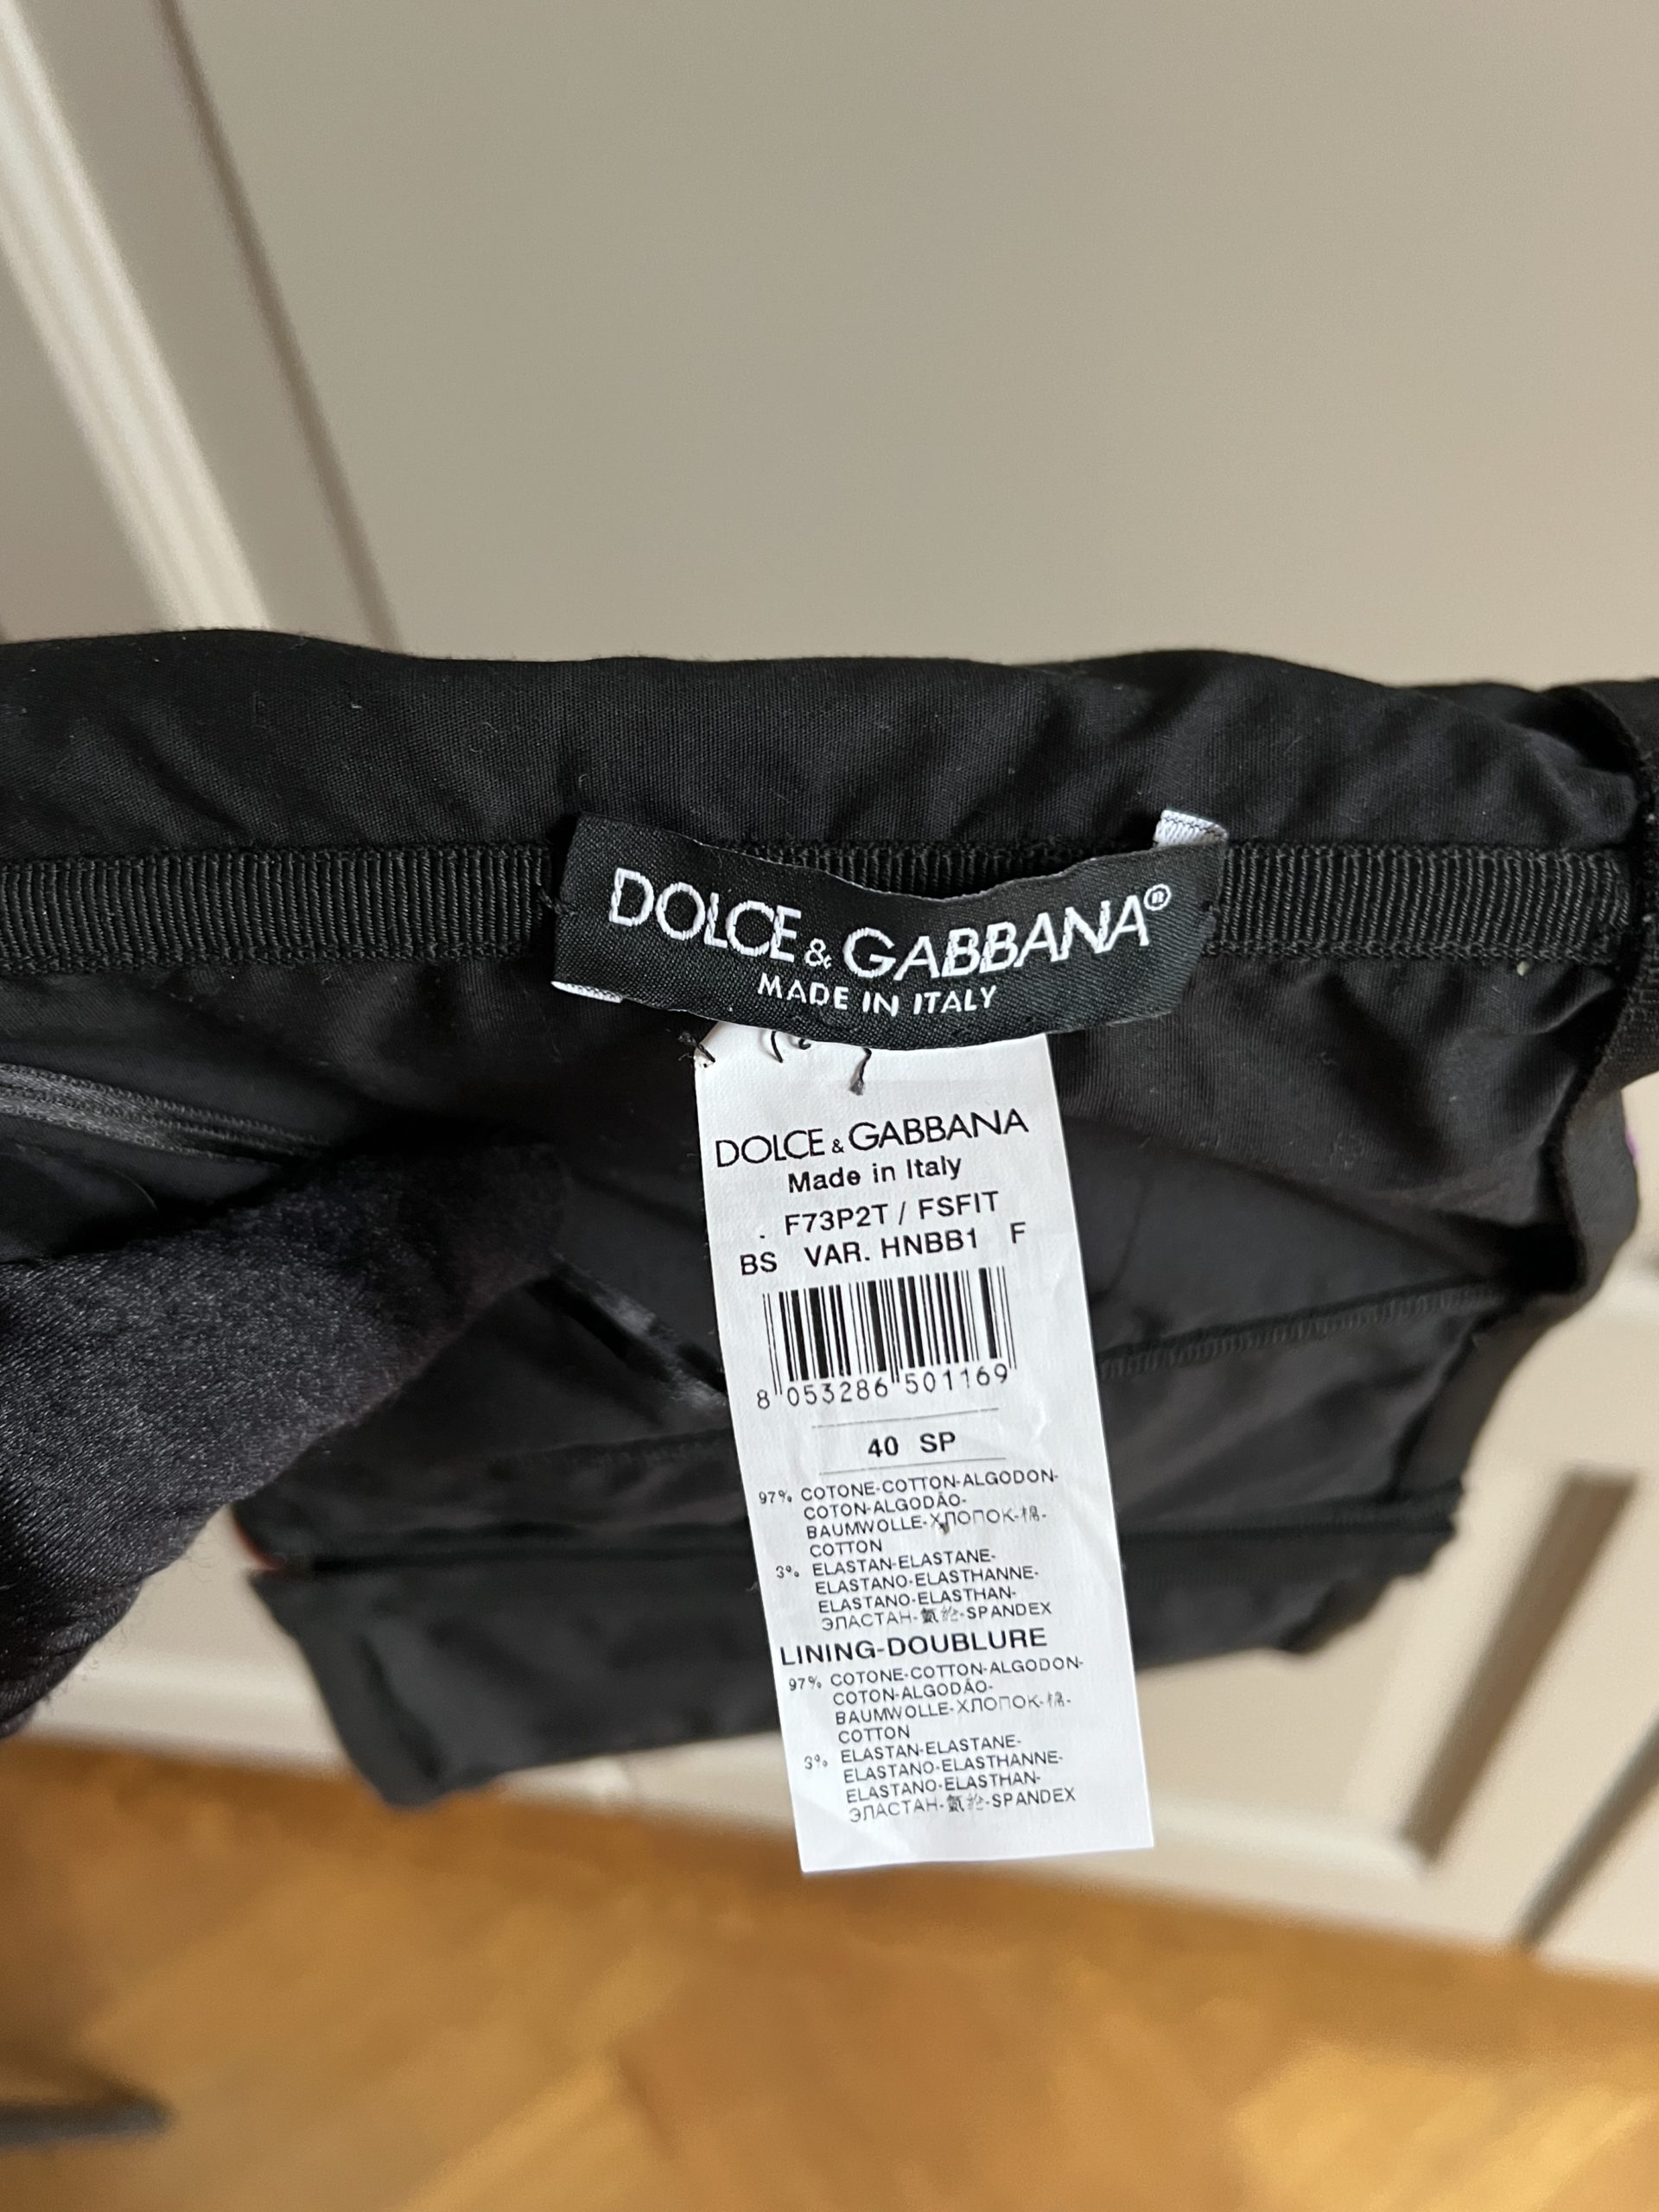 DOLCE & GABBANA®
MADE IN ITALY
DOLCE & GABBANA
Made in Italy
. F73P2T / FSFIT
BS VAR. HNBB1 F
8 053286 501169
40 SP
97% COTONE-COTTON-ALGODON-
COTON-ALGODÃO-
BAUMWOLLE-ХЛОПОК-棉-
COTTON
3% ELASTAN-ELASTANE-
ELASTANO-ELASTHANNE-
ELASTANO-ELASTHAN-
ЭЛАСТАН-氨纶-SPANDEX
LINING-DOUBLURE
97% COTONE-COTTON-ALGODON-
COTON-ALGODÃO-
BAUMWOLLE-ХЛОПОК-棉-
COTTON
3% ELASTAN-ELASTANE-
ELASTANO-ELASTHANNE-
ELASTANO-ELASTHAN-
ЭЛАСТАН-氨纶-SPANDEX